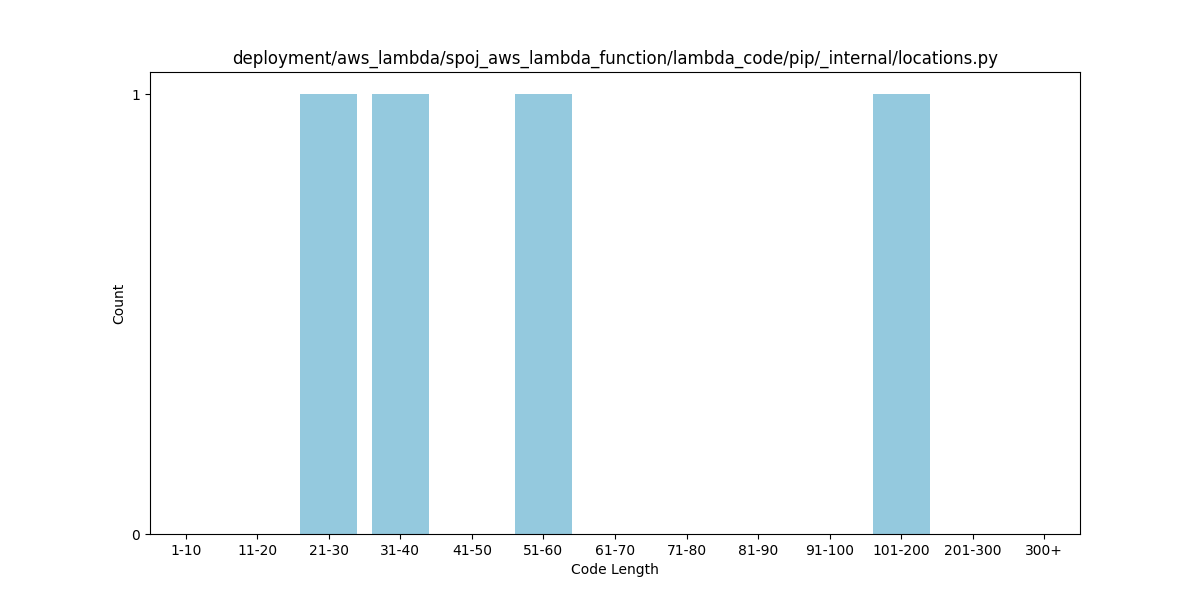 deployment/aws_lambda/spoj_aws_lambda_function/lambda_code/pip/_internal/locations.py
1
Count
0
1-10 11-20 21-30 31-40 41-50 51-60 61-70 71-80 81-90 91-100 101-200 201-300 300+
Code Length